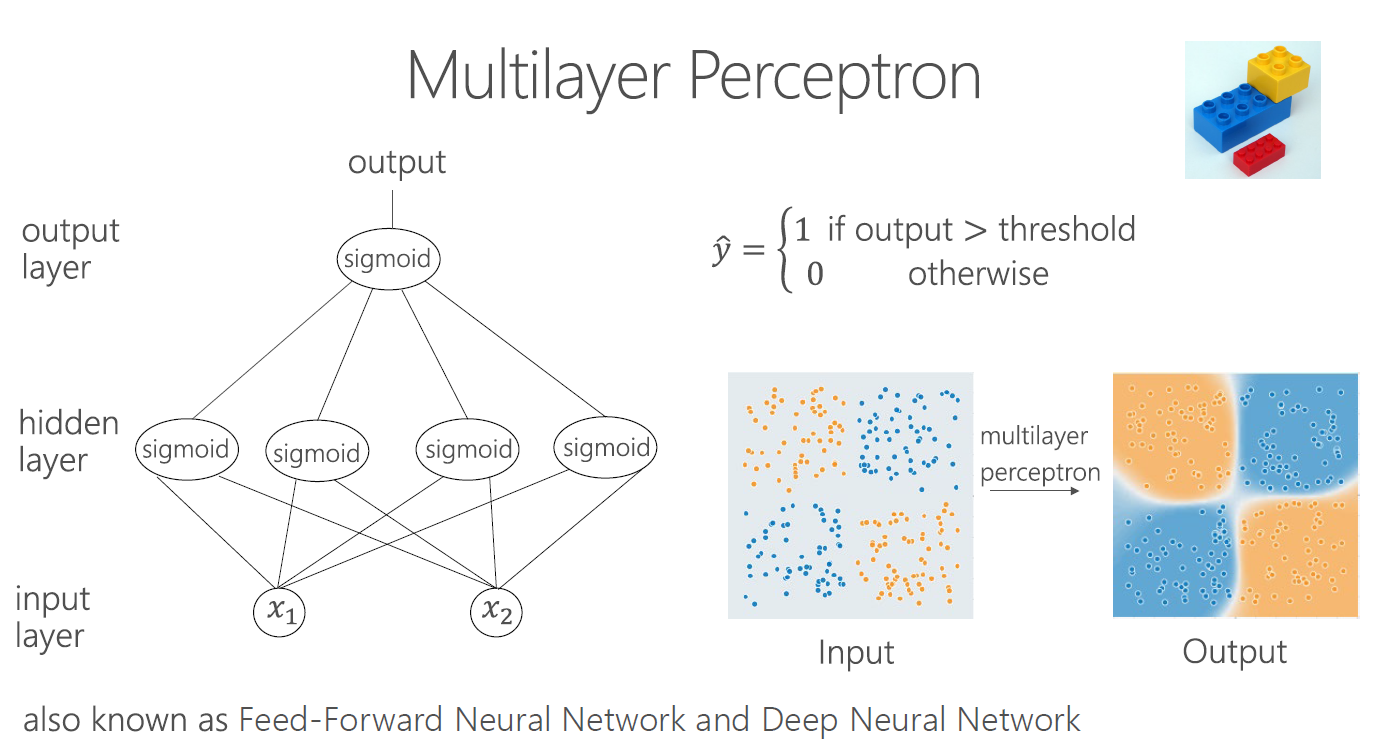 Multilayer Perceptron
output
output
layer
sigmoid
ŷ = { 1 if output > threshold
0 otherwise
hidden
layer
sigmoid sigmoid sigmoid sigmoid
multilayer
perceptron
input
layer
x₁ x₂
Input Output
also known as Feed-Forward Neural Network and Deep Neural Network